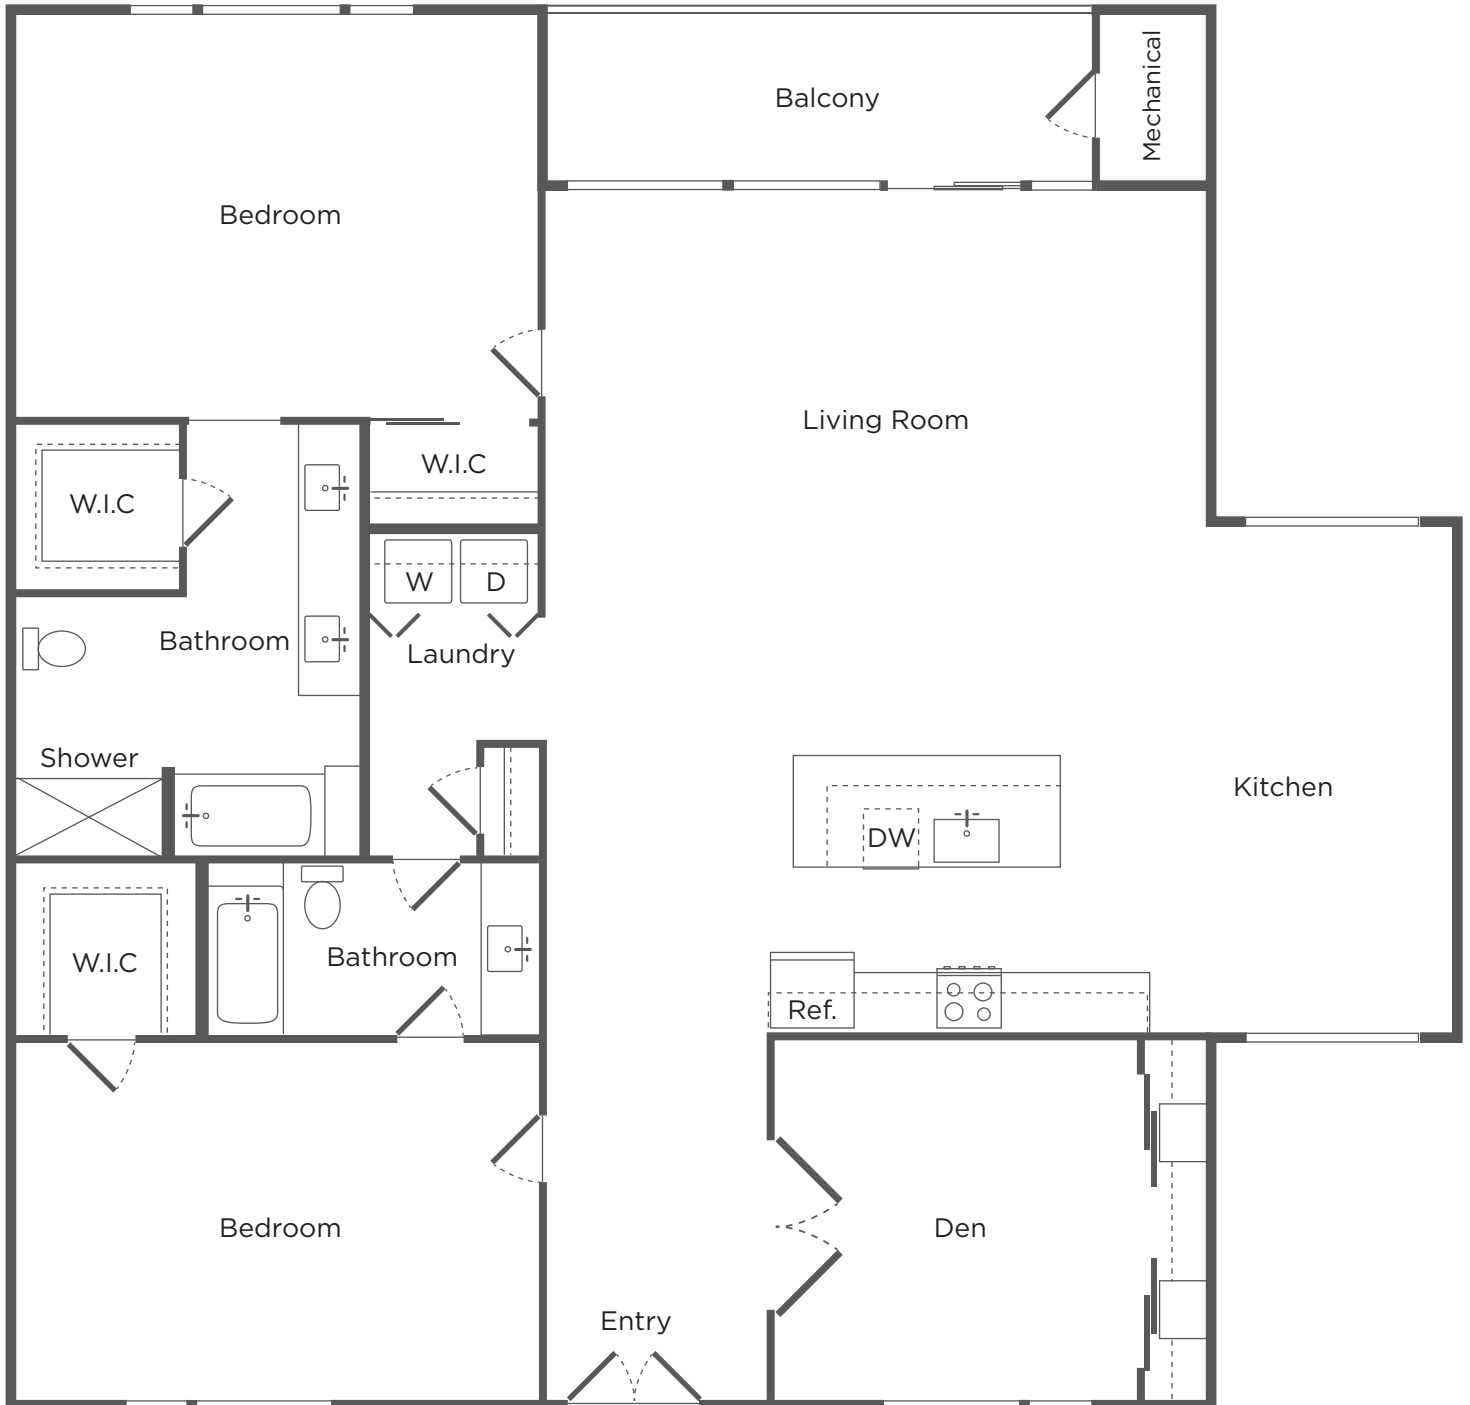 Mechanical
Balcony
Bedroom
Living Room
W.I.C
W.I.C
W
D
Bathroom
Laundry
Shower
Kitchen
DW
Bathroom
W.I.C
Ref.
Bedroom
Den
Entry